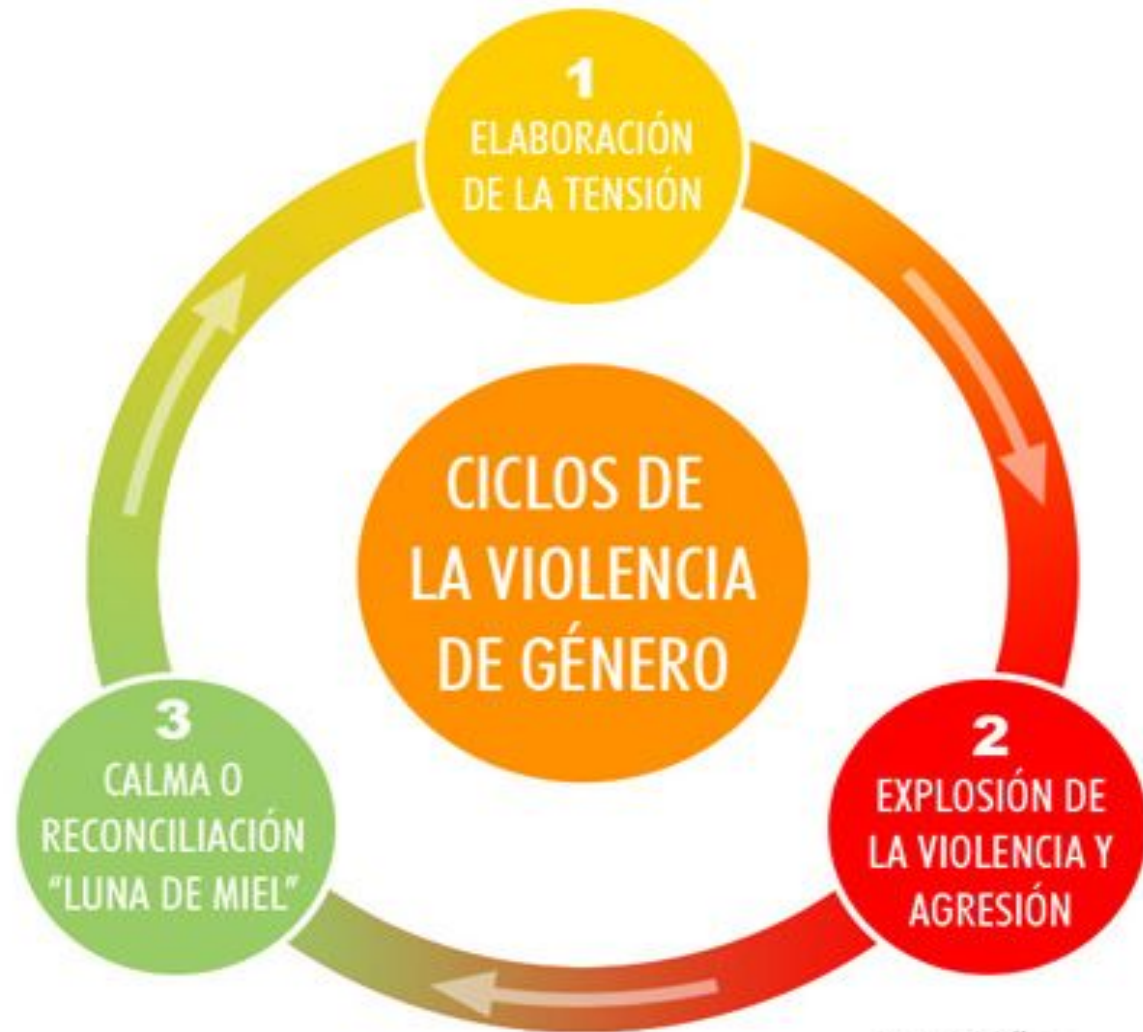 1
ELABORACIÓN
DE LA TENSIÓN
CICLOS DE
LA VIOLENCIA
DE GÉNERO
2
EXPLOSIÓN DE
LA VIOLENCIA Y
AGRESIÓN
3
CALMA O
RECONCILIACIÓN
"LUNA DE MIEL"